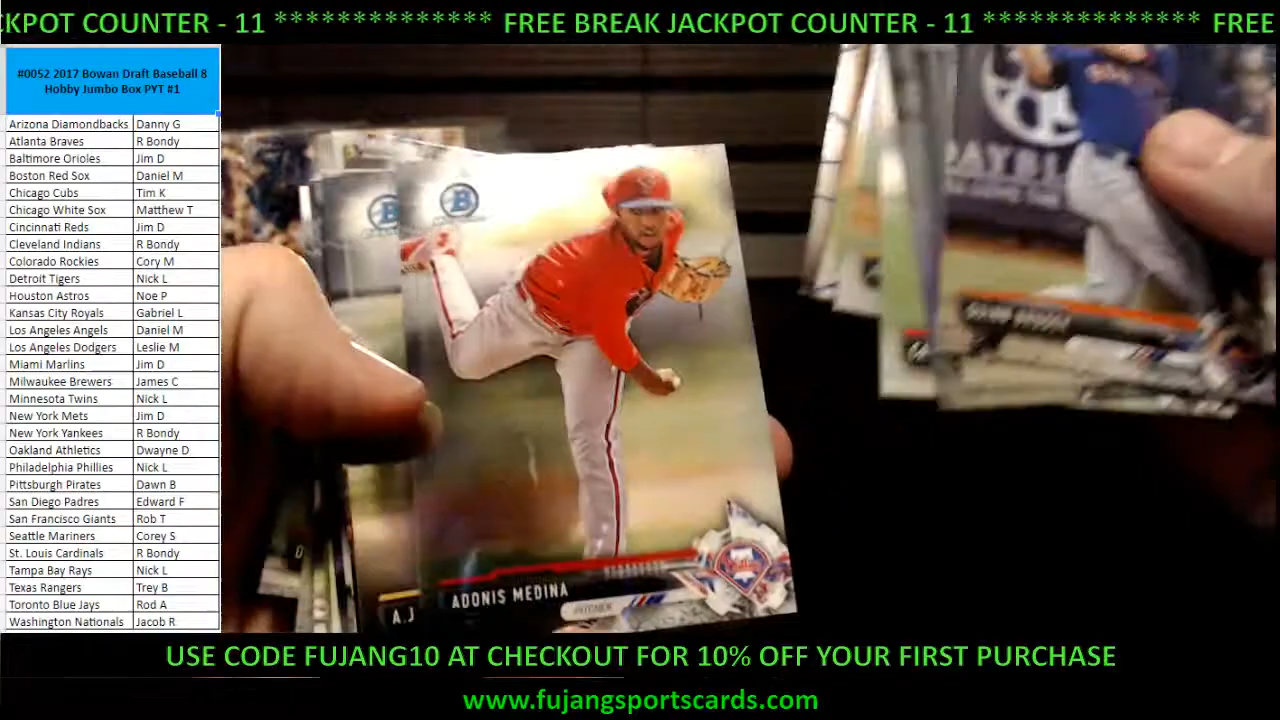 KPOT COUNTER - 11 ************** FREE BREAK JACKPOT COUNTER - 11 ************** FREE
#0052 2017 Bowan Draft Baseball 8
Hobby Jumbo Box PYT #1
Arizona Diamondbacks Danny G
Atlanta Braves R Bondy
Baltimore Orioles Jim D
Boston Red Sox Daniel M
Chicago Cubs Tim K
Chicago White Sox Matthew T
Cincinnati Reds Jim D
Cleveland Indians R Bondy
Colorado Rockies Cory M
Detroit Tigers Nick L
Houston Astros Noe P
Kansas City Royals Gabriel L
Los Angeles Angels Daniel M
Los Angeles Dodgers Leslie M
Miami Marlins Jim D
Milwaukee Brewers James C
Minnesota Twins Nick L
New York Mets Jim D
New York Yankees R Bondy
Oakland Athletics Dwayne D
Philadelphia Phillies Nick L
Pittsburgh Pirates Dawn B
San Diego Padres Edward F
San Francisco Giants Rob T
Seattle Mariners Corey S
St. Louis Cardinals R Bondy
Tampa Bay Rays Nick L
Texas Rangers Trey B
Toronto Blue Jays Rod A
Washington Nationals Jacob R
B
ADONIS MEDINA
PITCHER
A.J
USE CODE FUJANG10 AT CHECKOUT FOR 10% OFF YOUR FIRST PURCHASE
www.fujangsportscards.com